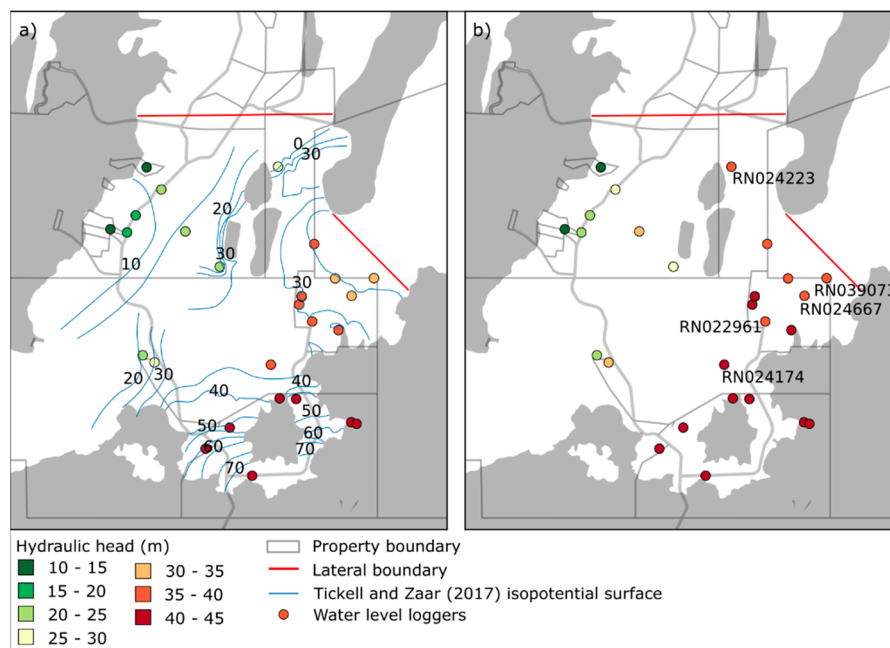 a)
0
30
20
30
10
30
20
30
40
40
50
50
60
60
70
70
b)
RN024223
RN039073
RN024667
RN022961
RN024174
Hydraulic head (m)
10 - 15
15 - 20
20 - 25
25 - 30
30 - 35
35 - 40
40 - 45
Property boundary
Lateral boundary
Tickell and Zaar (2017) isopotential surface
Water level loggers